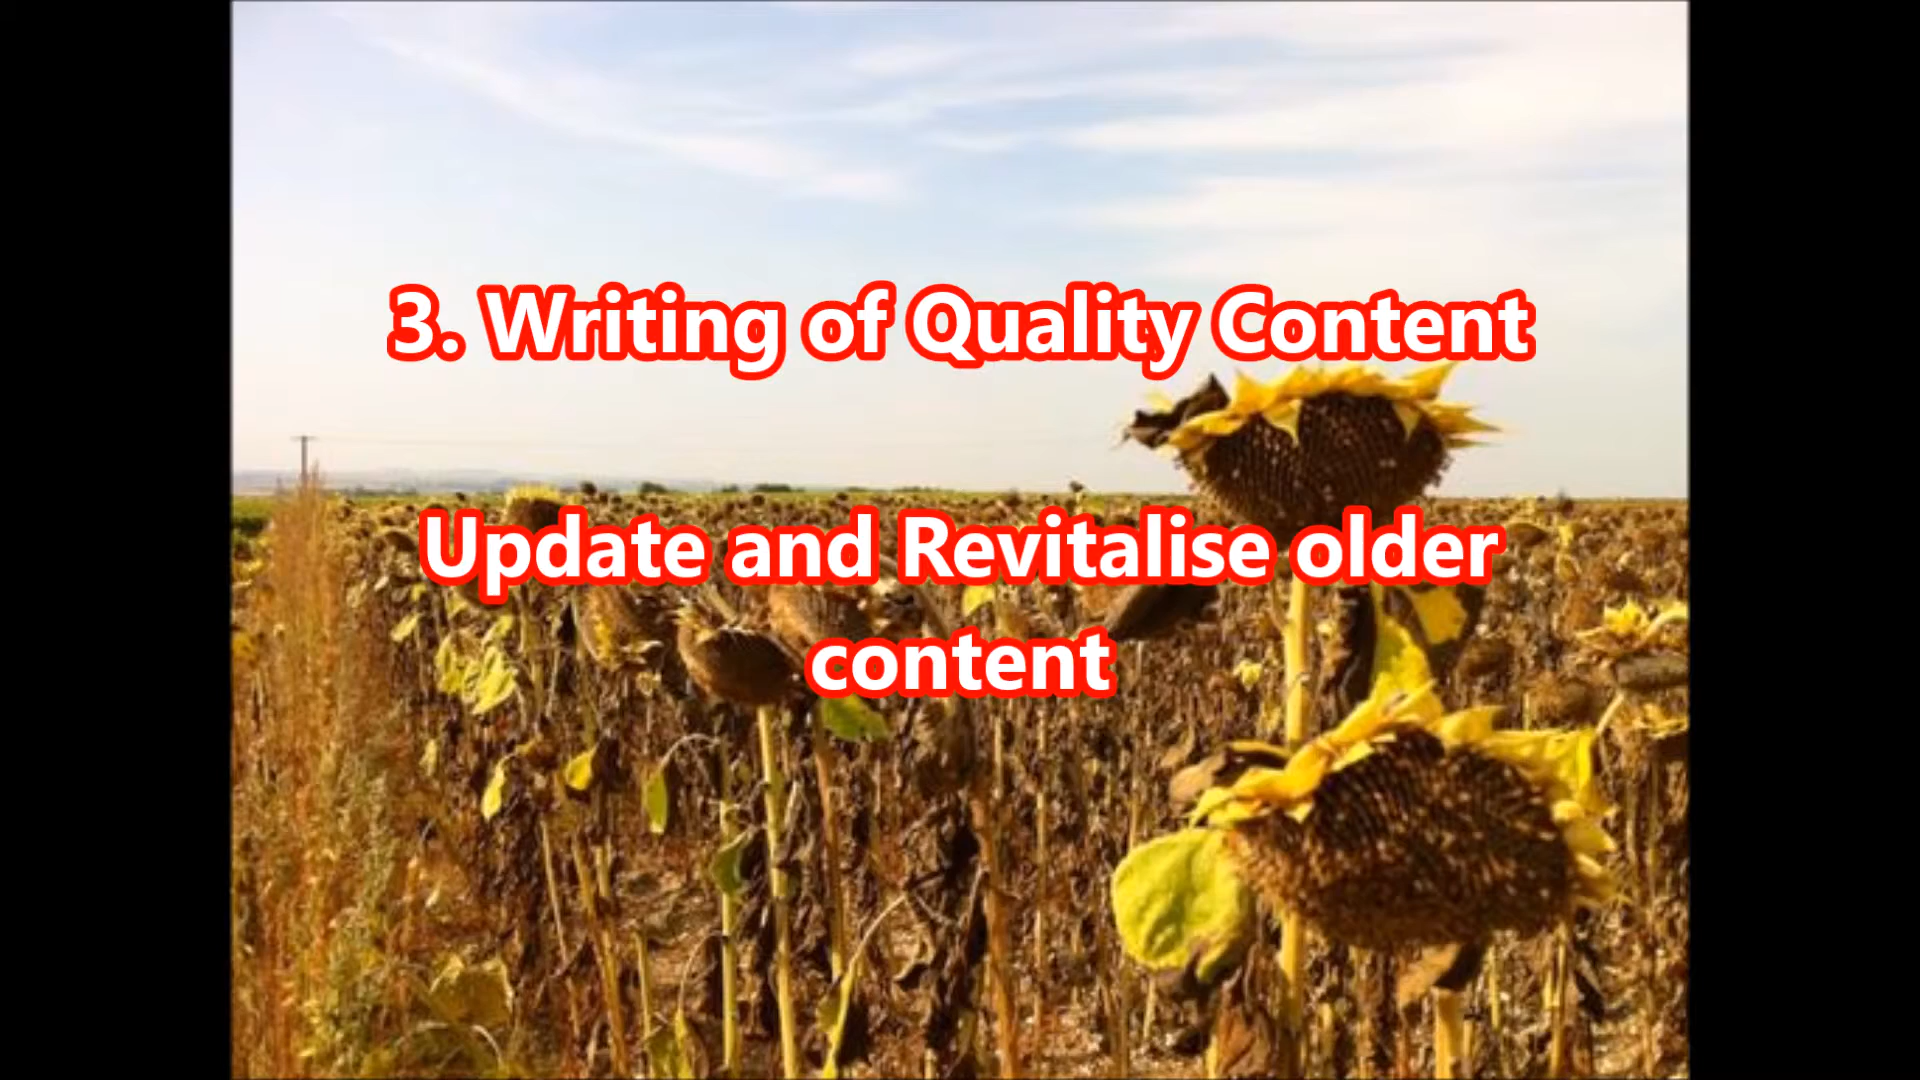 3. Writing of Quality Content
Update and Revitalise older
content